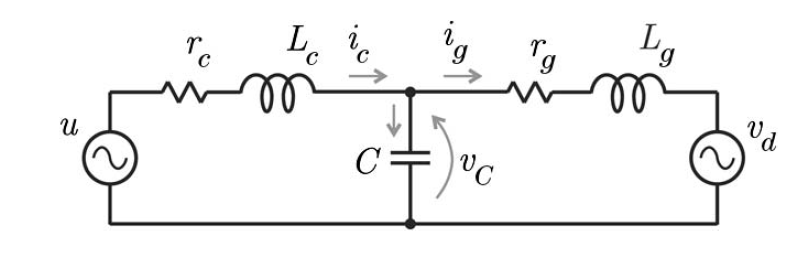 r_c L_c i_c i_g r_g L_g
u C v_C v_d